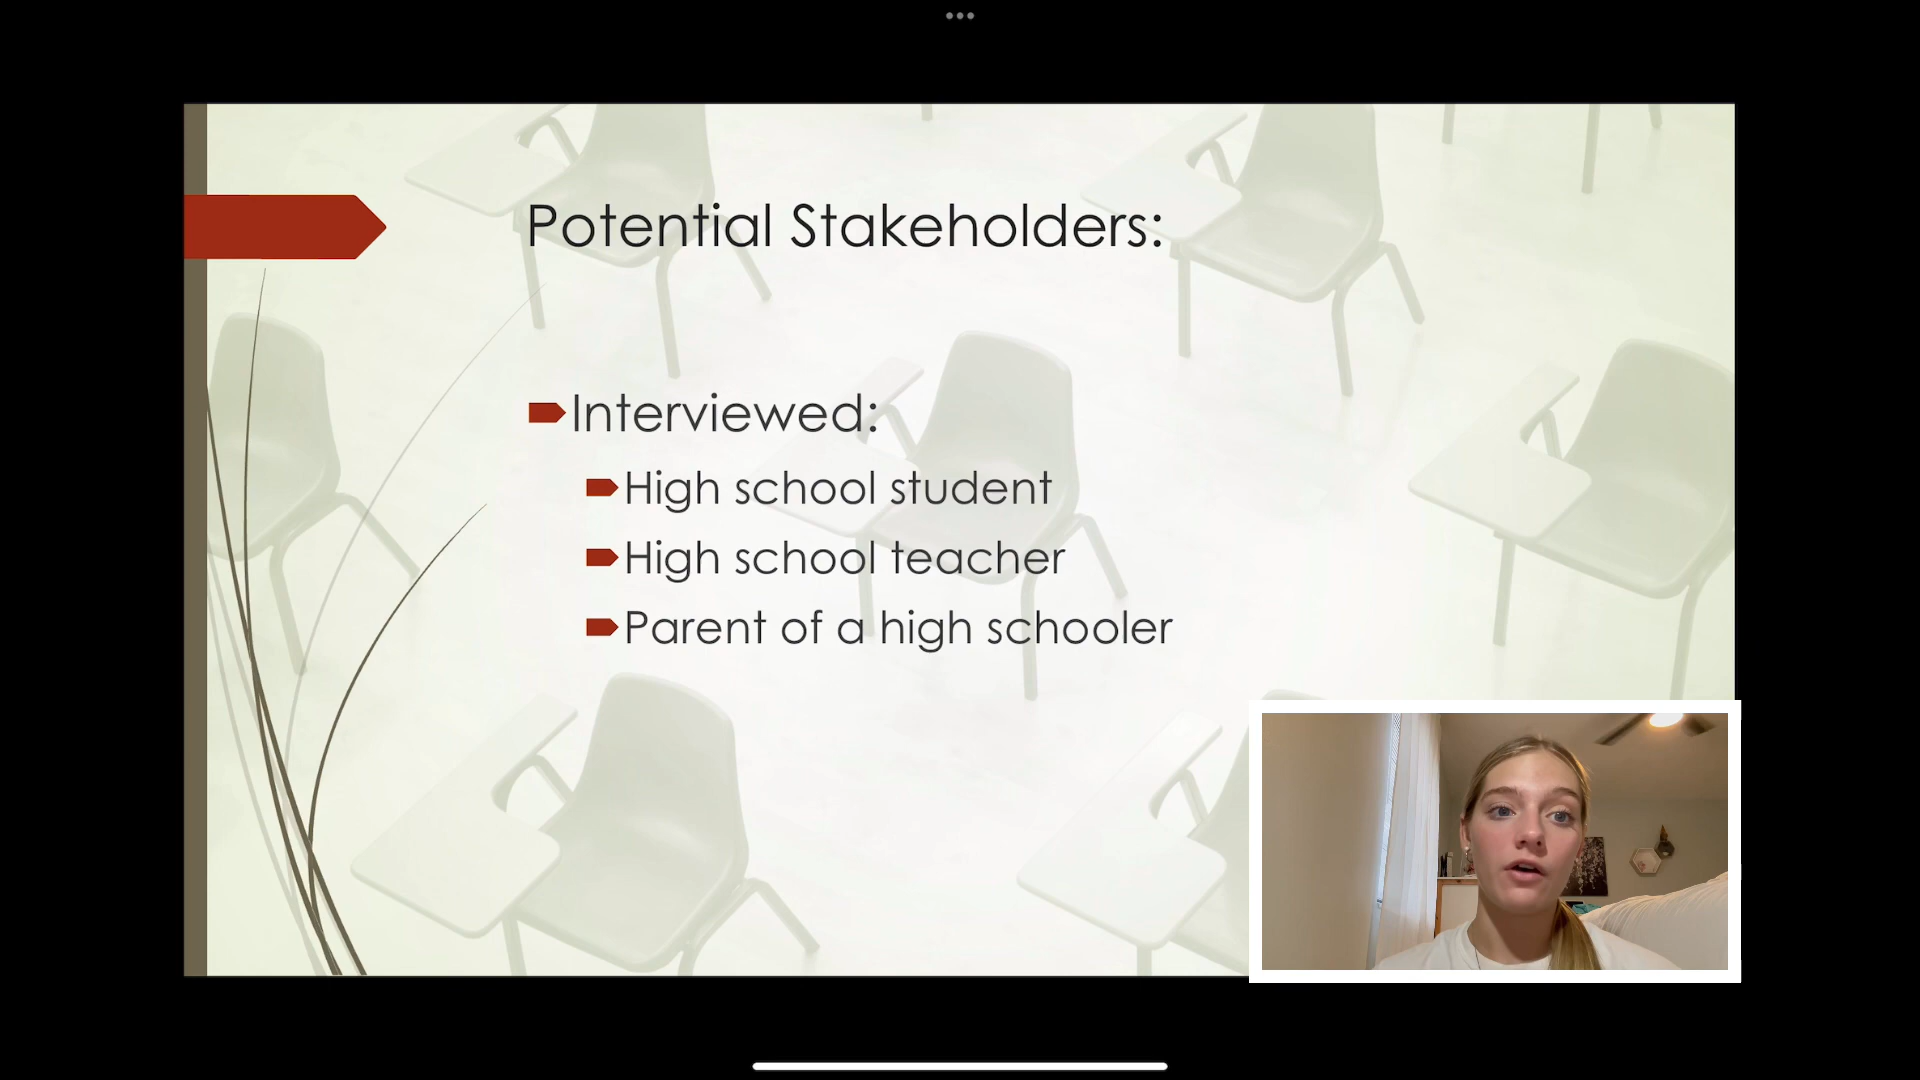 Potential Stakeholders:
Interviewed:
High school student
High school teacher
Parent of a high schooler